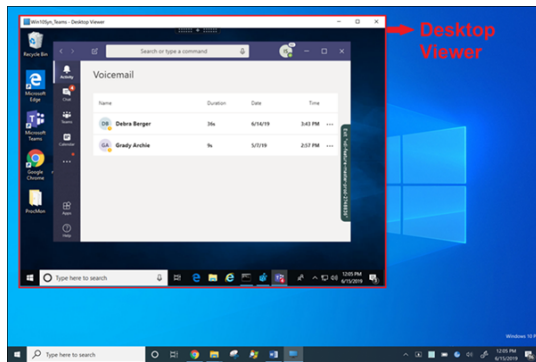 Win10Syn_Teams - Desktop Viewer
Desktop
Viewer
Recycle Bin
Search or type a command
Activity
Voicemail
Microsoft
Edge
Chat
Name Duration Date Time
Teams
DB Debra Berger 36s 6/14/19 3:43 PM
Microsoft
Teams
Calendar
GA Grady Archie 9s 5/7/19 2:57 PM
Google
Chrome
ProcMon
Apps
Help
Type here to search
12:05 PM
6/15/2019
Windows 10 P
Type here to search
12:05 PM
6/15/2019